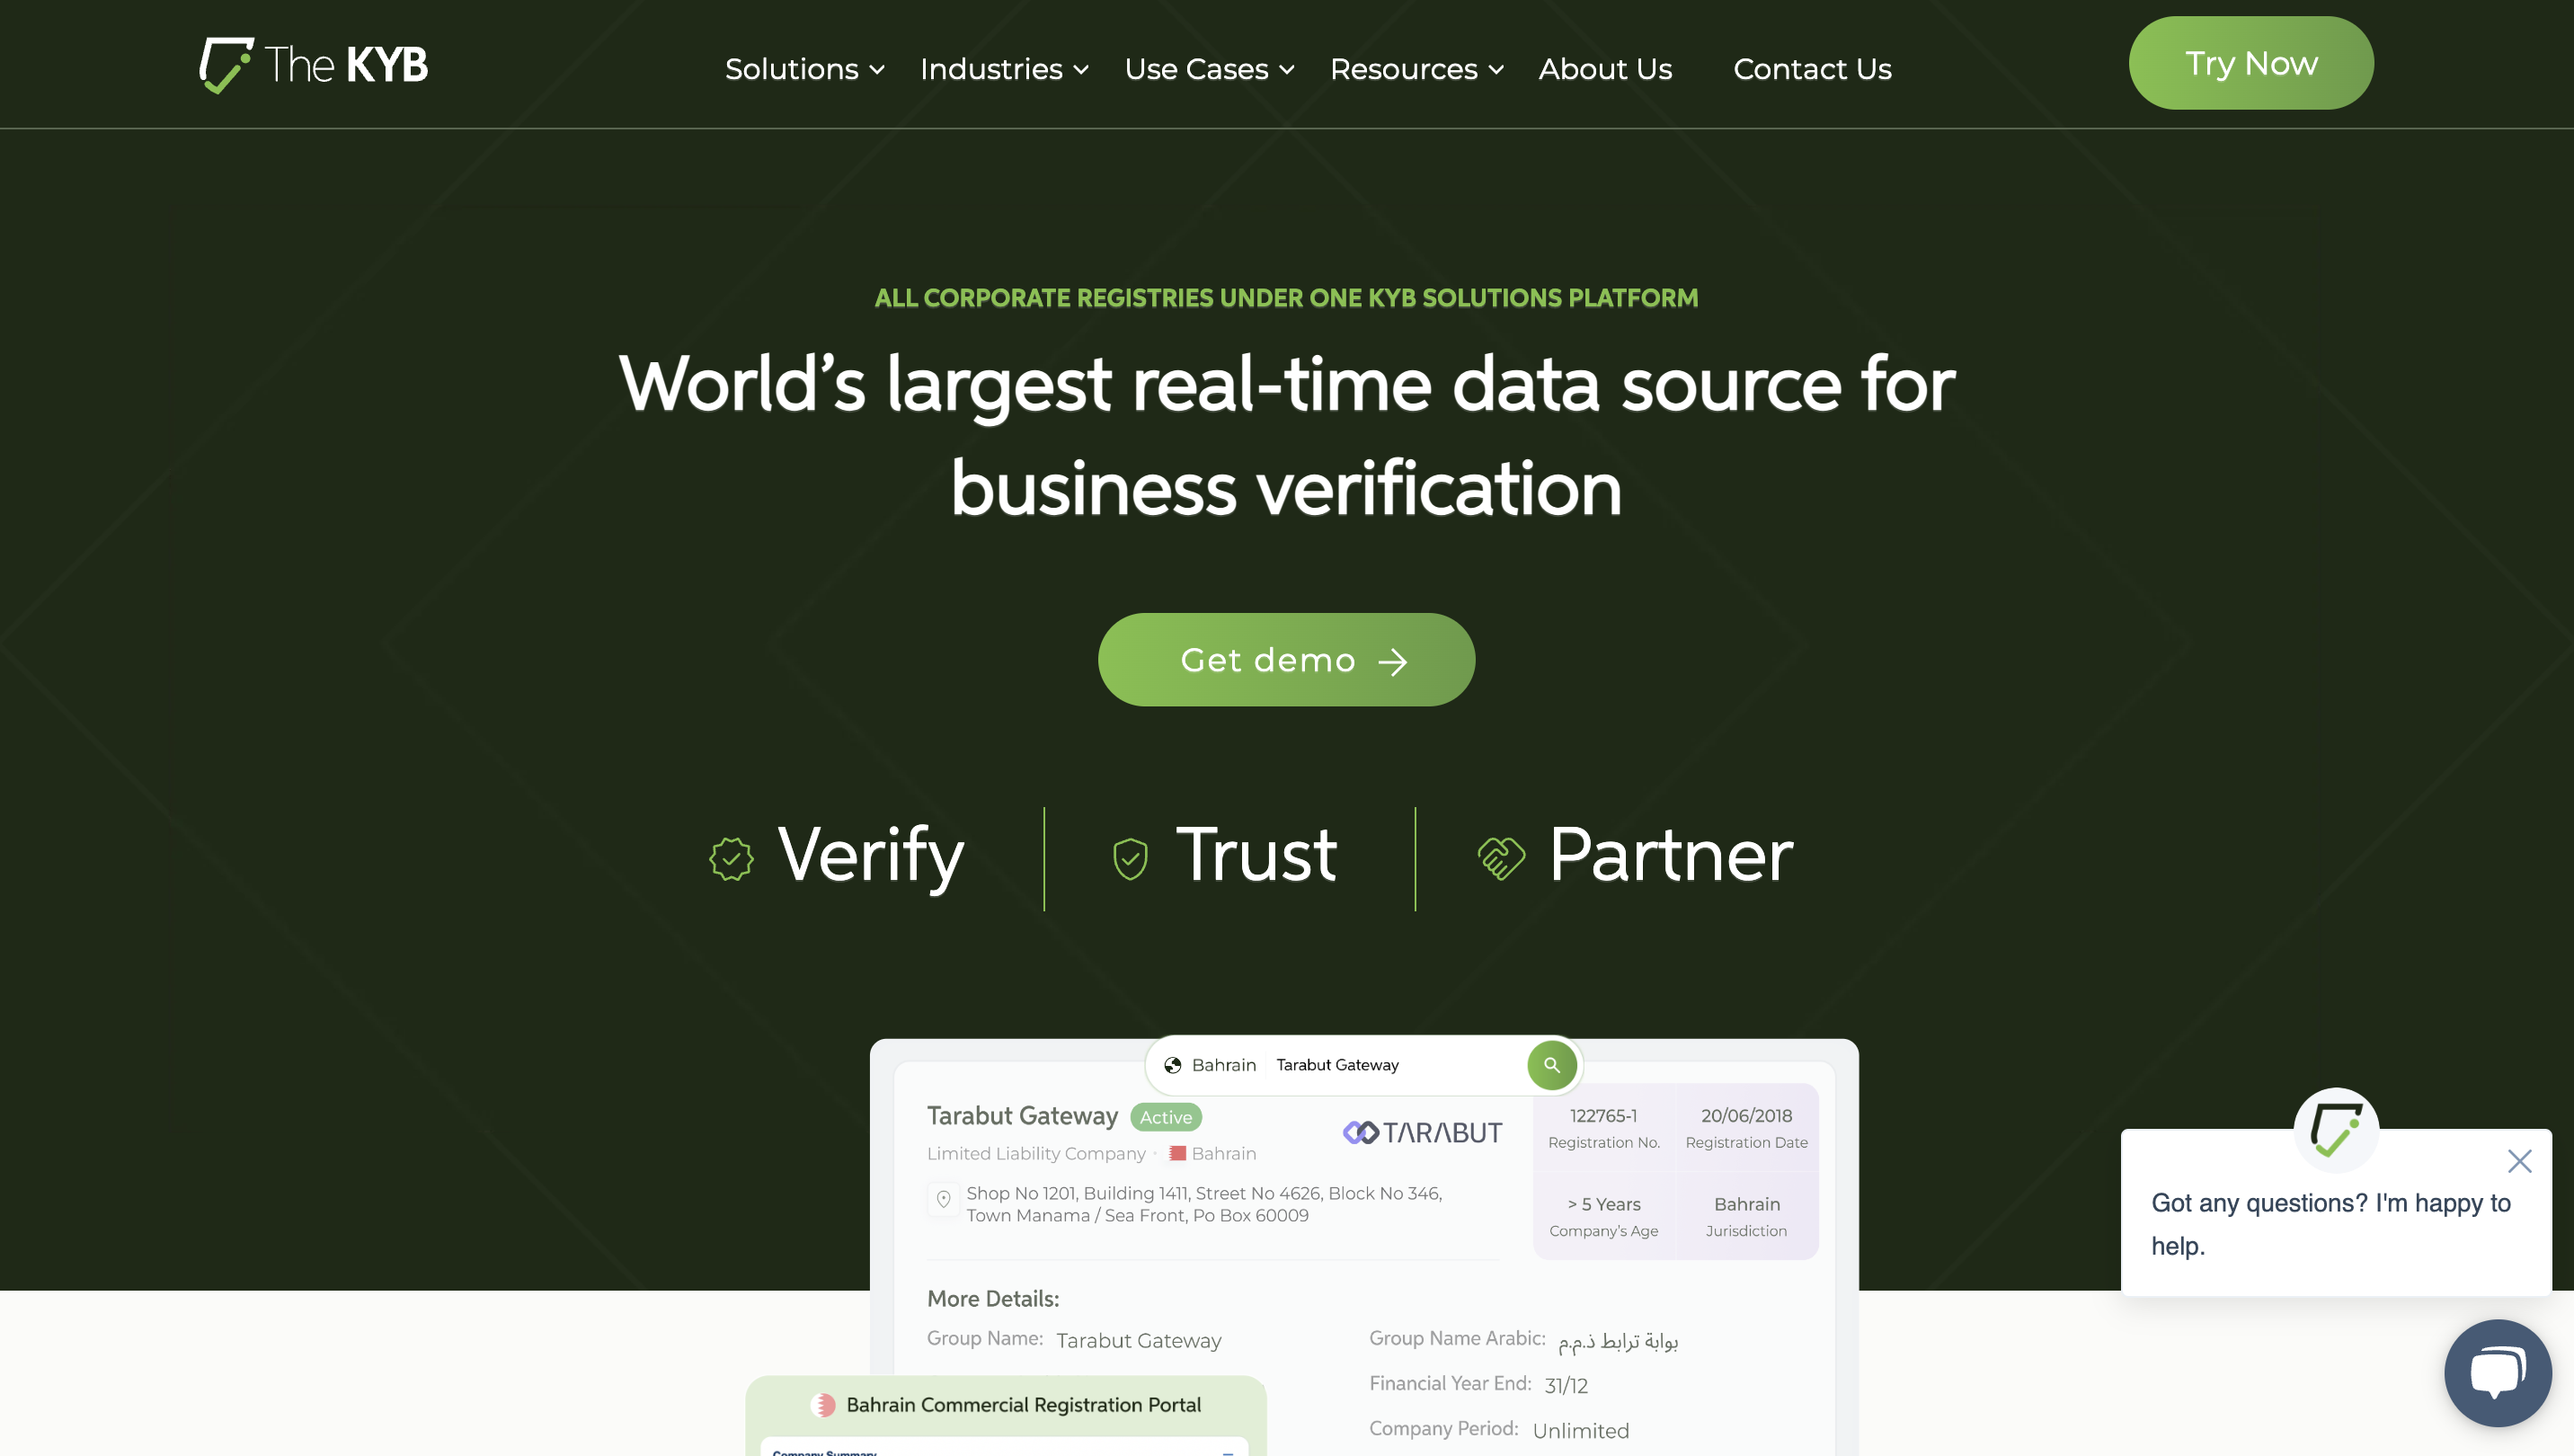 The KYB
Solutions
Industries
Use Cases
Resources
About Us
Contact Us
Try Now
ALL CORPORATE REGISTRIES UNDER ONE KYB SOLUTIONS PLATFORM
World’s largest real-time data source for
business verification
Get demo
Verify
Trust
Partner
Bahrain
Tarabut Gateway
Tarabut Gateway
Active
TARABUT
Limited Liability Company
Bahrain
Shop No 1201, Building 1411, Street No 4626, Block No 346,
Town Manama / Sea Front, Po Box 60009
122765-1
Registration No.
20/06/2018
Registration Date
> 5 Years
Company's Age
Bahrain
Jurisdiction
More Details:
Group Name: Tarabut Gateway
Group Name Arabic: بوابة ترابط ذ.م.م
Financial Year End: 31/12
Company Period: Unlimited
Bahrain Commercial Registration Portal
Company Summary
Got any questions? I'm happy to
help.